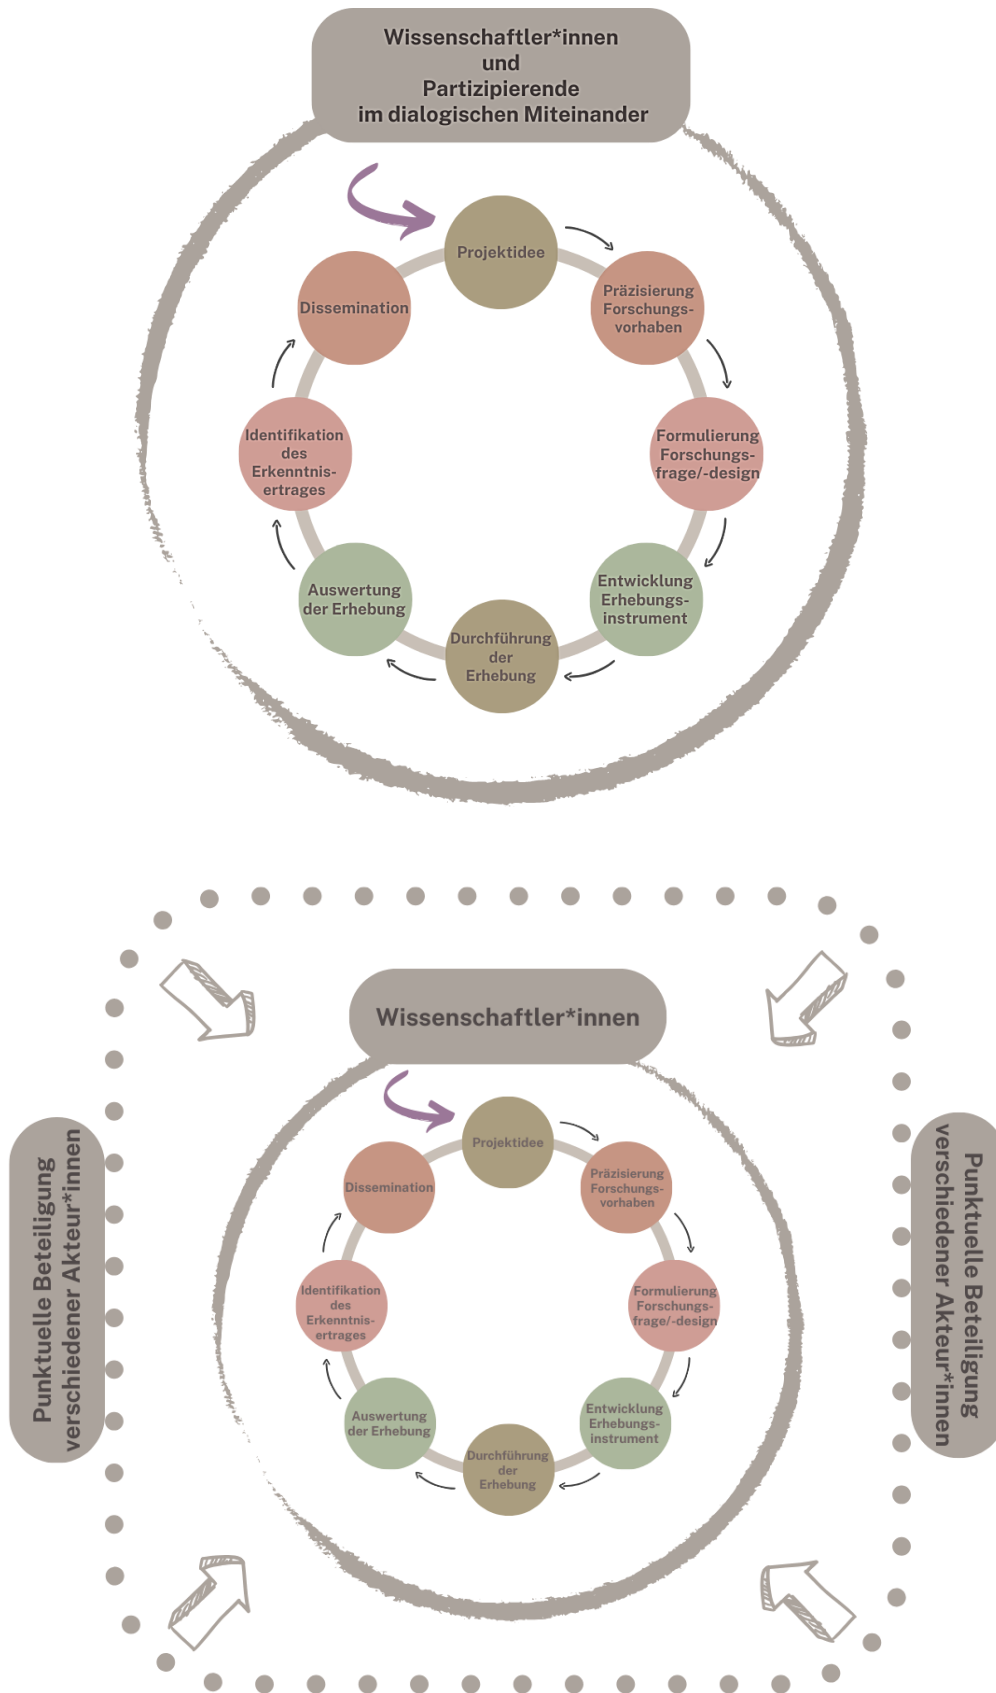 Wissenschaftler*innen
und
Partizipierende
im dialogischen Miteinander
Projektidee
Präzisierung
Forschungs-
vorhaben
Formulierung
Forschungs-
frage/-design
Entwicklung
Erhebungs-
instrument
Durchführung
der
Erhebung
Auswertung
der Erhebung
Identifikation
des
Erkenntnis-
ertrages
Dissemination
Wissenschaftler*innen
Projektidee
Präzisierung
Forschungs-
vorhaben
Formulierung
Forschungs-
frage/-design
Entwicklung
Erhebungs-
instrument
Durchführung
der
Erhebung
Auswertung
der Erhebung
Identifikation
des
Erkenntnis-
ertrages
Dissemination
Punktuelle Beteiligung
verschiedener Akteur*innen
Punktuelle Beteiligung
verschiedener Akteur*innen